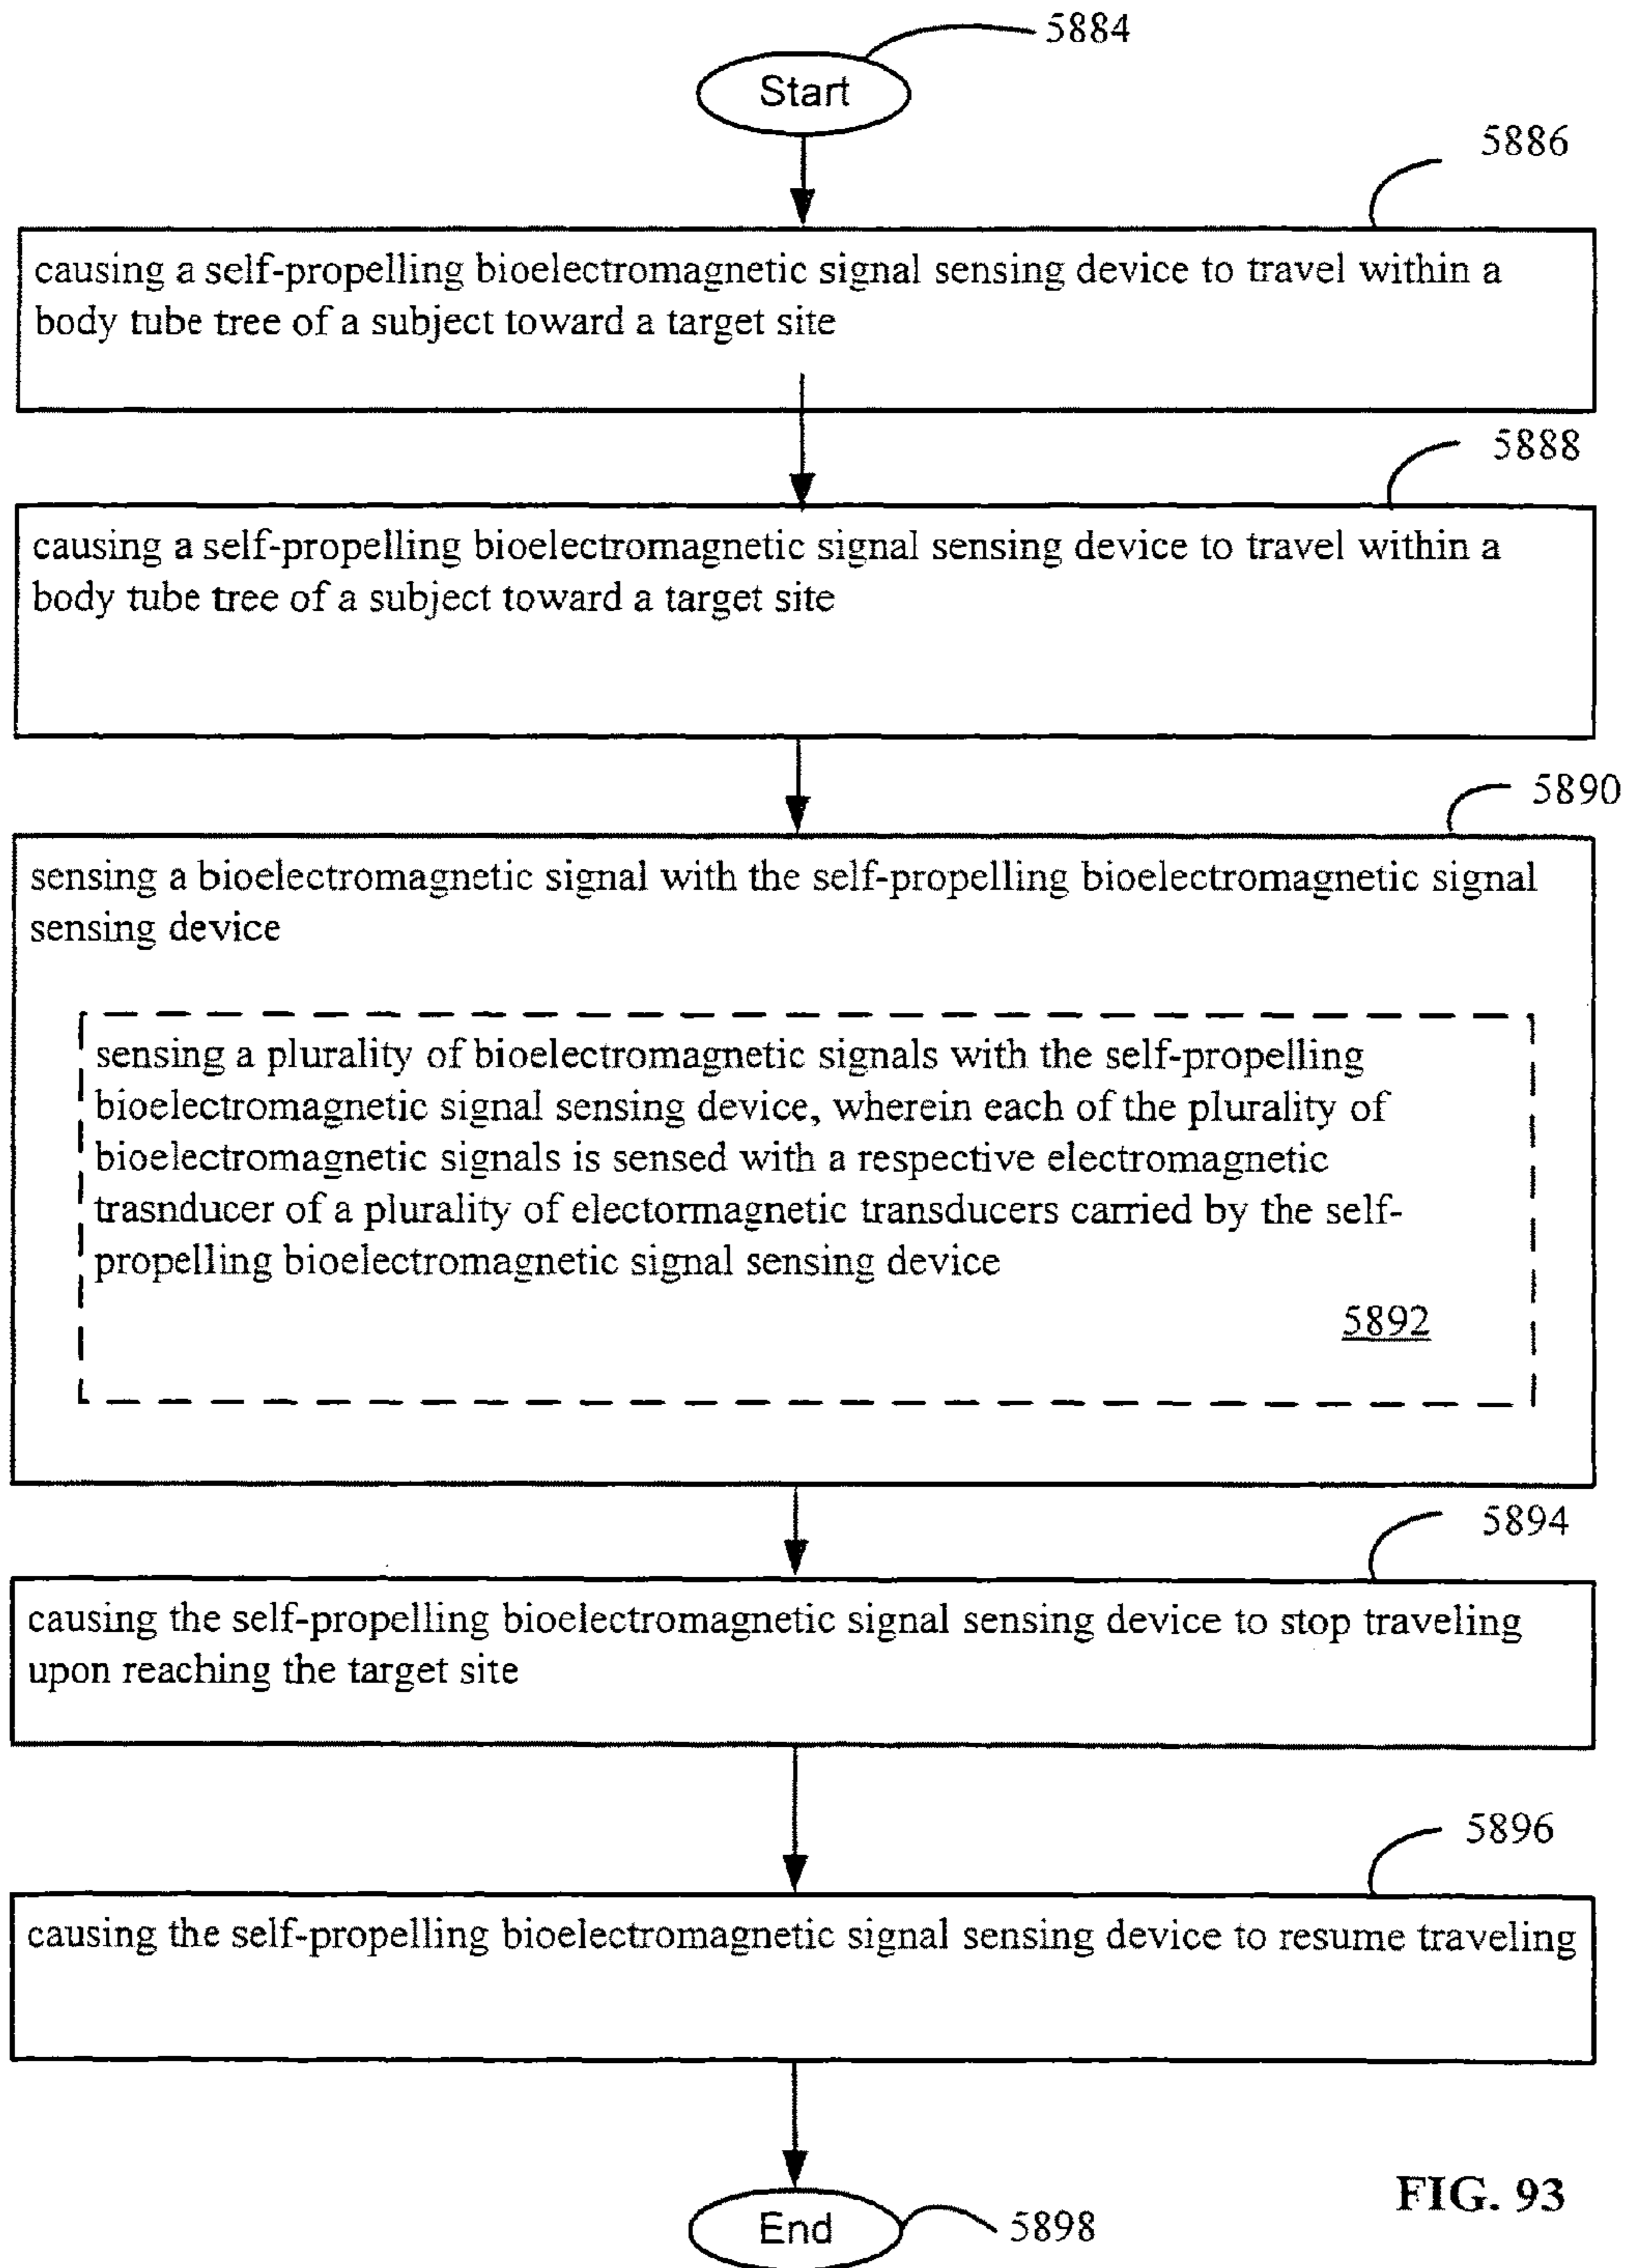 5884
Start
5886
causing a self-propelling bioelectromagnetic signal sensing device to travel within a
body tube tree of a subject toward a target site
5888
causing a self-propelling bioelectromagnetic signal sensing device to travel within a
body tube tree of a subject toward a target site
5890
sensing a bioelectromagnetic signal with the self-propelling bioelectromagnetic signal
sensing device
sensing a plurality of bioelectromagnetic signals with the self-propelling
bioelectromagnetic signal sensing device, wherein each of the plurality of
bioelectromagnetic signals is sensed with a respective electromagnetic
trasnducer of a plurality of electormagnetic transducers carried by the self-
propelling bioelectromagnetic signal sensing device
5892
5894
causing the self-propelling bioelectromagnetic signal sensing device to stop traveling
upon reaching the target site
5896
causing the self-propelling bioelectromagnetic signal sensing device to resume traveling
End
5898
FIG. 93